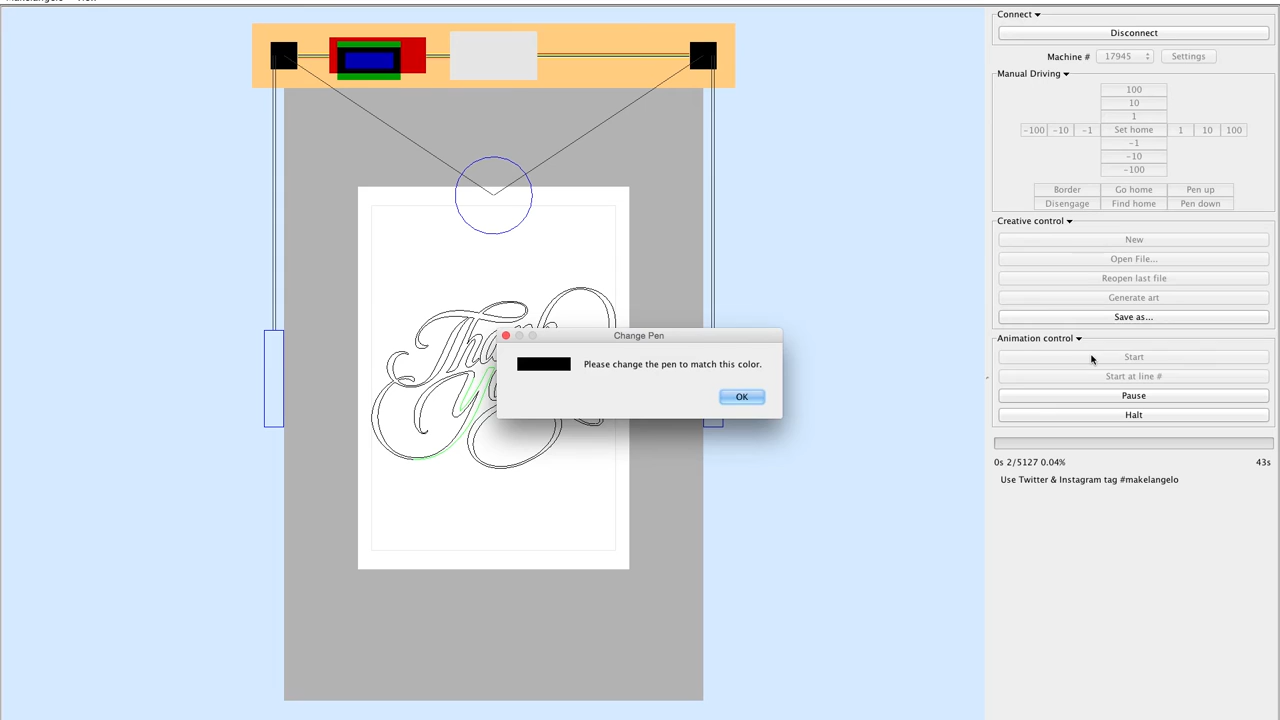 Connect
Disconnect
Machine # 17945 Settings
Manual Driving
100
10
1
-100 -10 -1 Set home 1 10 100
-1
-10
-100
Border Go home Pen up
Disengage Find home Pen down
Creative control
New
Open File...
Reopen last file
Generate art
Save as...
Animation control
Start
Start at line #
Pause
Halt
0s 2/5127 0.04% 43s
Use Twitter & Instagram tag #makelangelo
Change Pen
Please change the pen to match this color.
OK